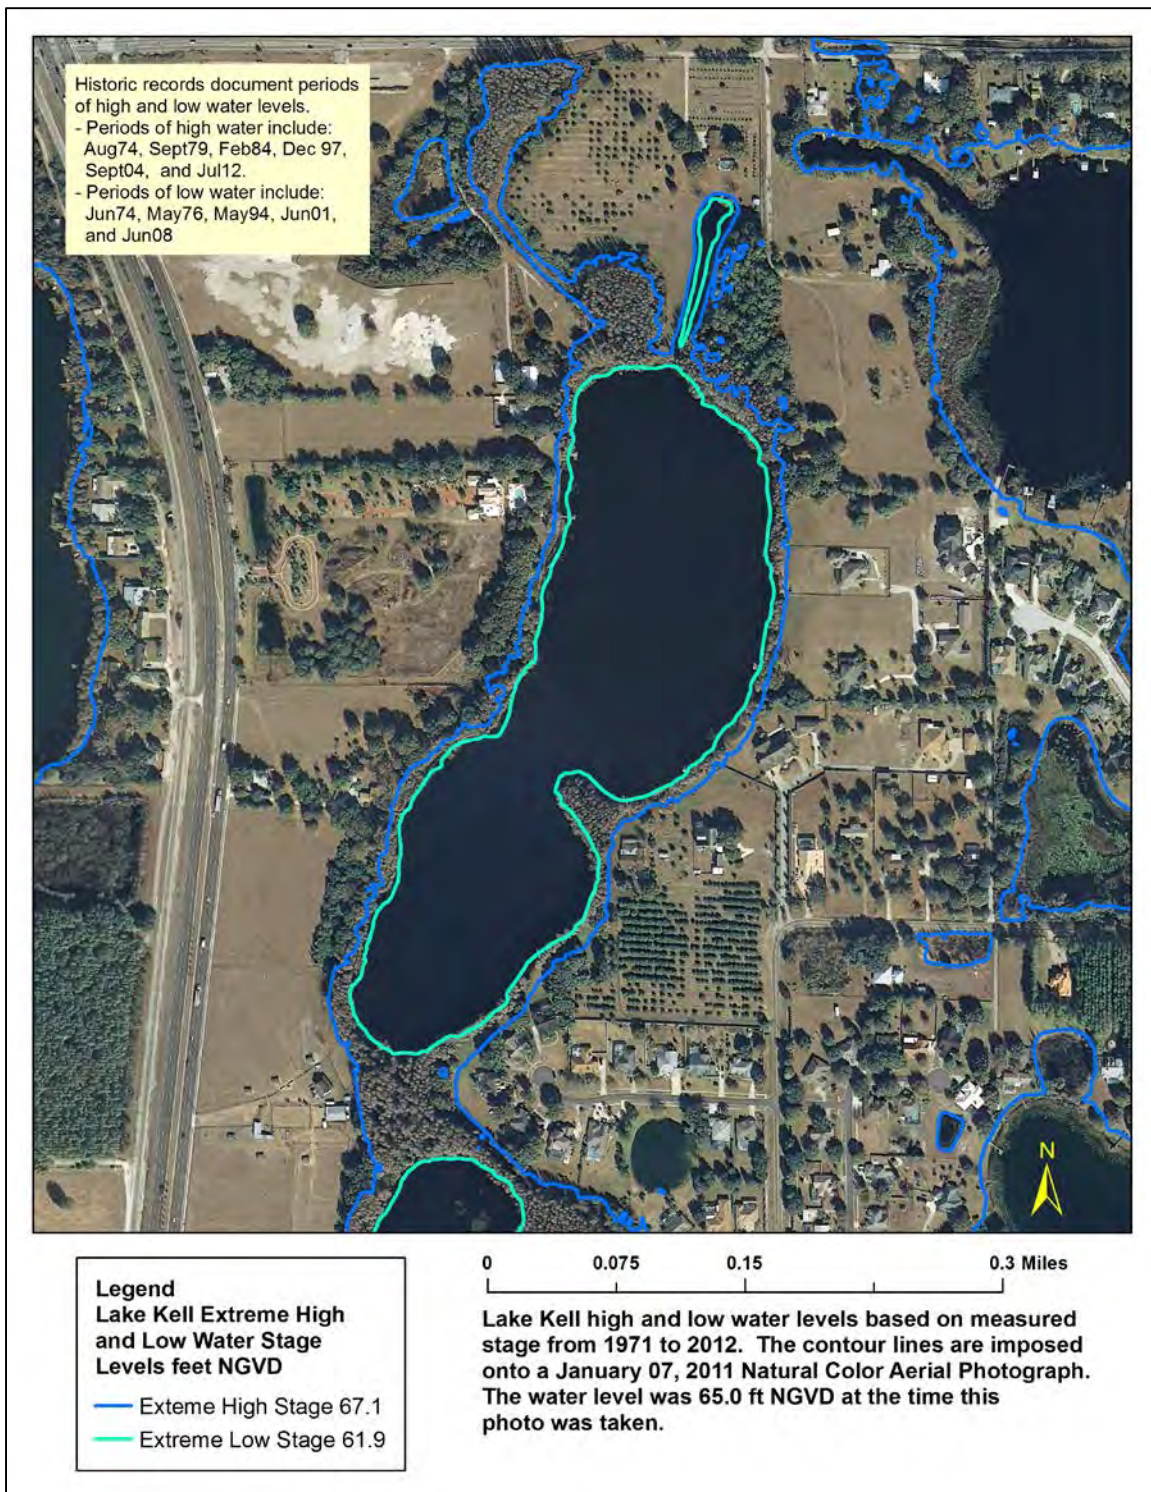 Historic records document periods
of high and low water levels.
- Periods of high water include:
Aug74, Sept79, Feb84, Dec 97,
Sept04, and Jul12.
- Periods of low water include:
Jun74, May76, May94, Jun01,
and Jun08
N
0 0.075 0.15 0.3 Miles
Legend
Lake Kell Extreme High
and Low Water Stage
Levels feet NGVD
Exteme High Stage 67.1
Extreme Low Stage 61.9
Lake Kell high and low water levels based on measured
stage from 1971 to 2012. The contour lines are imposed
onto a January 07, 2011 Natural Color Aerial Photograph.
The water level was 65.0 ft NGVD at the time this
photo was taken.